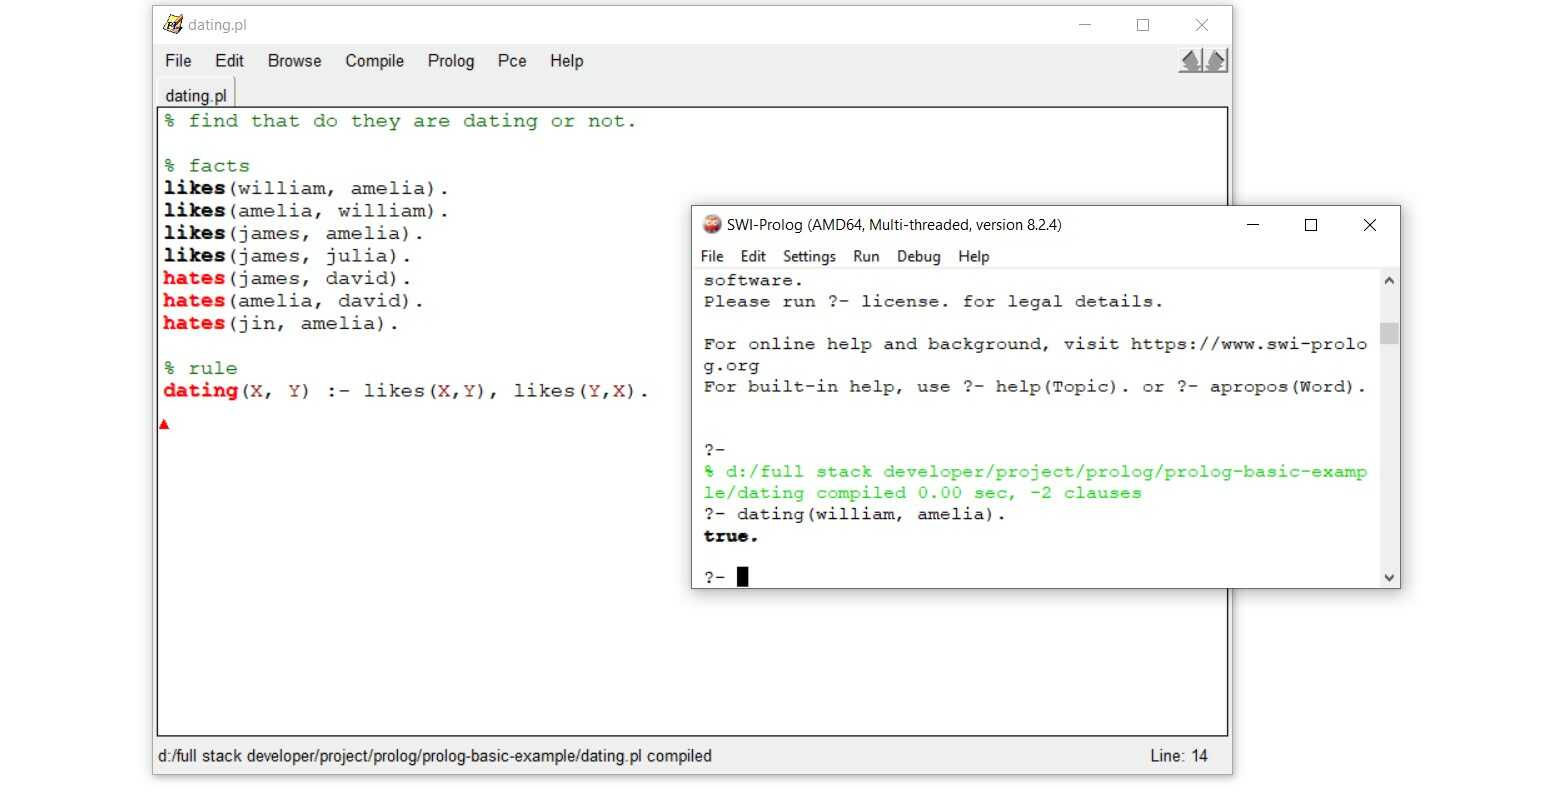 dating.pl
File Edit Browse Compile Prolog Pce Help
dating.pl
% find that do they are dating or not.
% facts
likes(william, amelia).
likes(amelia, william).
likes(james, amelia).
likes(james, julia).
hates(james, david).
hates(amelia, david).
hates(jin, amelia).
% rule
dating(X, Y) :- likes(X,Y), likes(Y,X).
d:/full stack developer/project/prolog/prolog-basic-example/dating.pl compiled
Line: 14
SWI-Prolog (AMD64, Multi-threaded, version 8.2.4)
File Edit Settings Run Debug Help
software.
Please run ?- license. for legal details.
For online help and background, visit https://www.swi-prolo
g.org
For built-in help, use ?- help(Topic). or ?- apropos(Word).
?-
% d:/full stack developer/project/prolog/prolog-basic-examp
le/dating compiled 0.00 sec, -2 clauses
?- dating(william, amelia).
true.
?-